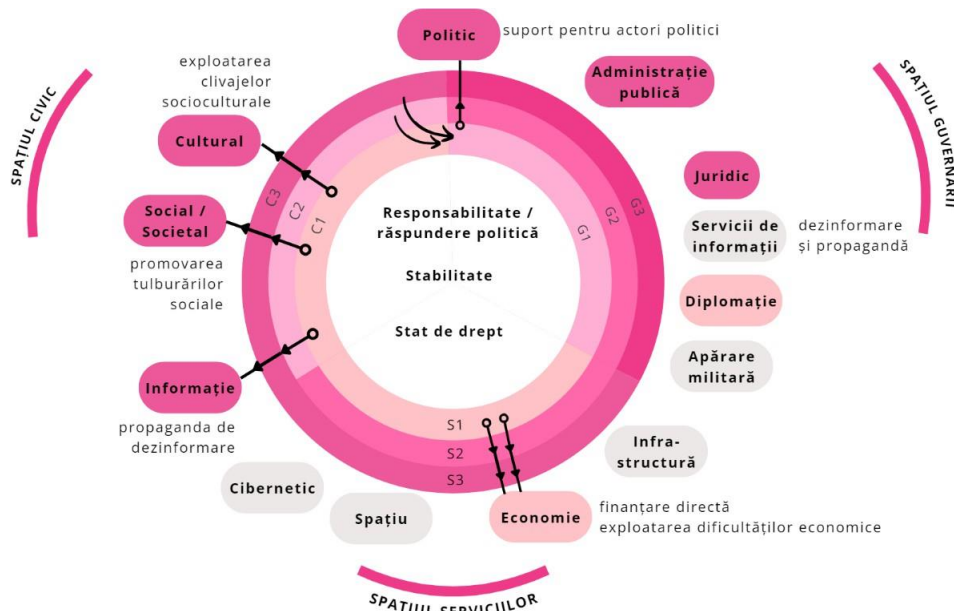 Politic
suport pentru actori politici
Administrație
publică
exploatarea
clivajelor
socioculturale
Cultural
SPAȚIUL CIVIC
SPAȚIUL GUVERNĂRII
Juridic
Social /
Societal
Servicii de
informații
dezinformare
și propagandă
promovarea
tulburărilor
sociale
Diplomație
Apărare
militară
Informație
propaganda de
dezinformare
Infra-
structură
Cibernetic
Spațiu
Economie
finanțare directă
exploatarea dificultăților economice
SPAȚIUL SERVICIILOR
C3
C2
C1
G1
G2
G3
Responsabilitate /
răspundere politică
Stabilitate
Stat de drept
S1
S2
S3